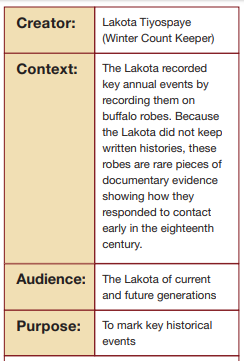 Creator:
Lakota Tiyospaye
(Winter Count Keeper)
Context:
The Lakota recorded
key annual events by
recording them on
buffalo robes. Because
the Lakota did not keep
written histories, these
robes are rare pieces of
documentary evidence
showing how they
responded to contact
early in the eighteenth
century.
Audience:
The Lakota of current
and future generations
Purpose:
To mark key historical
events